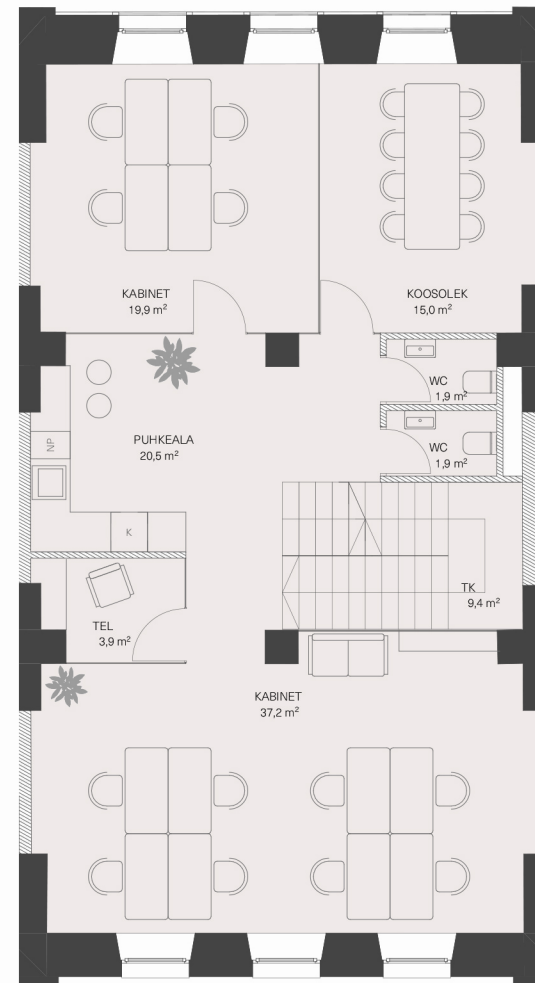 KABINET
19,9 m²
KOOSOLEK
15,0 m²
WC
1,9 m²
WC
1,9 m²
PUHKEALA
20,5 m²
NP
K
TEL
3,9 m²
TK
9,4 m²
KABINET
37,2 m²